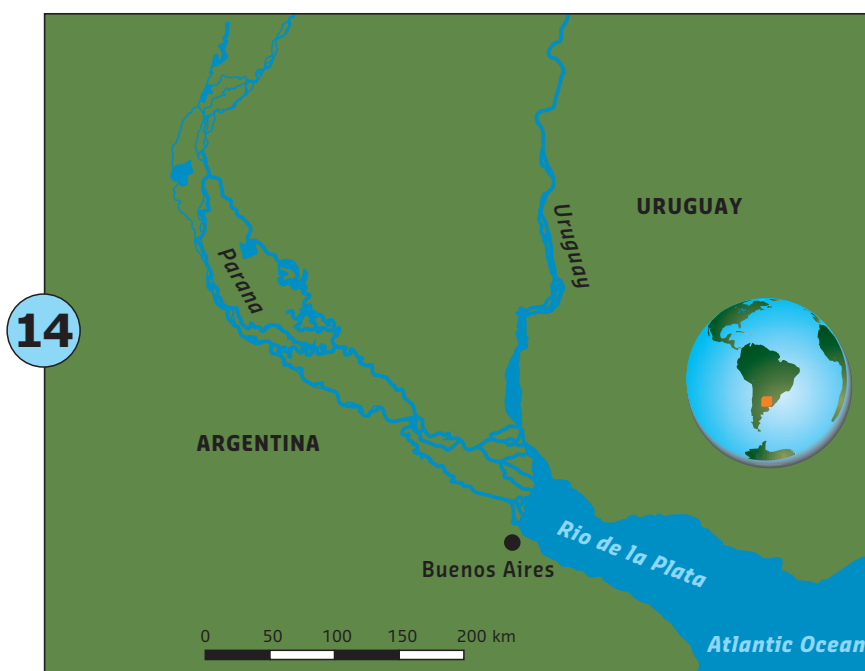 URUGUAY
Uruguay
Parana
14
ARGENTINA
Rio de la Plata
Buenos Aires
0 50 100 150 200 km
Atlantic Ocean